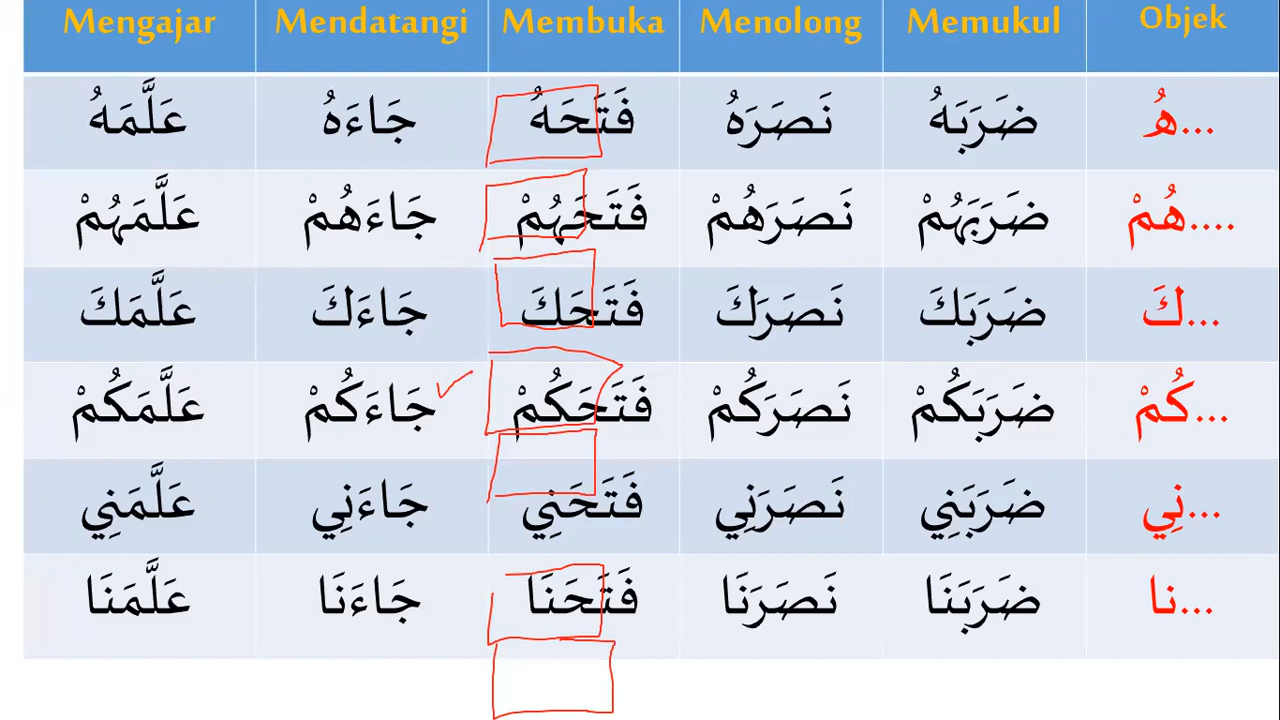 Mengajar Mendatangi Membuka Menolong Memukul Objek
عَلَّمَهُ جَاءَهُ فَتَحَهُ نَصَرَهُ ضَرَبَهُ ...هُ
عَلَّمَهُمْ جَاءَهُمْ فَتَحَهُمْ نَصَرَهُمْ ضَرَبَهُمْ ....هُمْ
عَلَّمَكَ جَاءَكَ فَتَحَكَ نَصَرَكَ ضَرَبَكَ ...كَ
عَلَّمَكُمْ جَاءَكُمْ فَتَحَكُمْ نَصَرَكُمْ ضَرَبَكُمْ ...كُمْ
عَلَّمَنِي جَاءَنِي فَتَحَنِي نَصَرَنِي ضَرَبَنِي ...نِي
عَلَّمَنَا جَاءَنَا فَتَحَنَا نَصَرَنَا ضَرَبَنَا ...نا